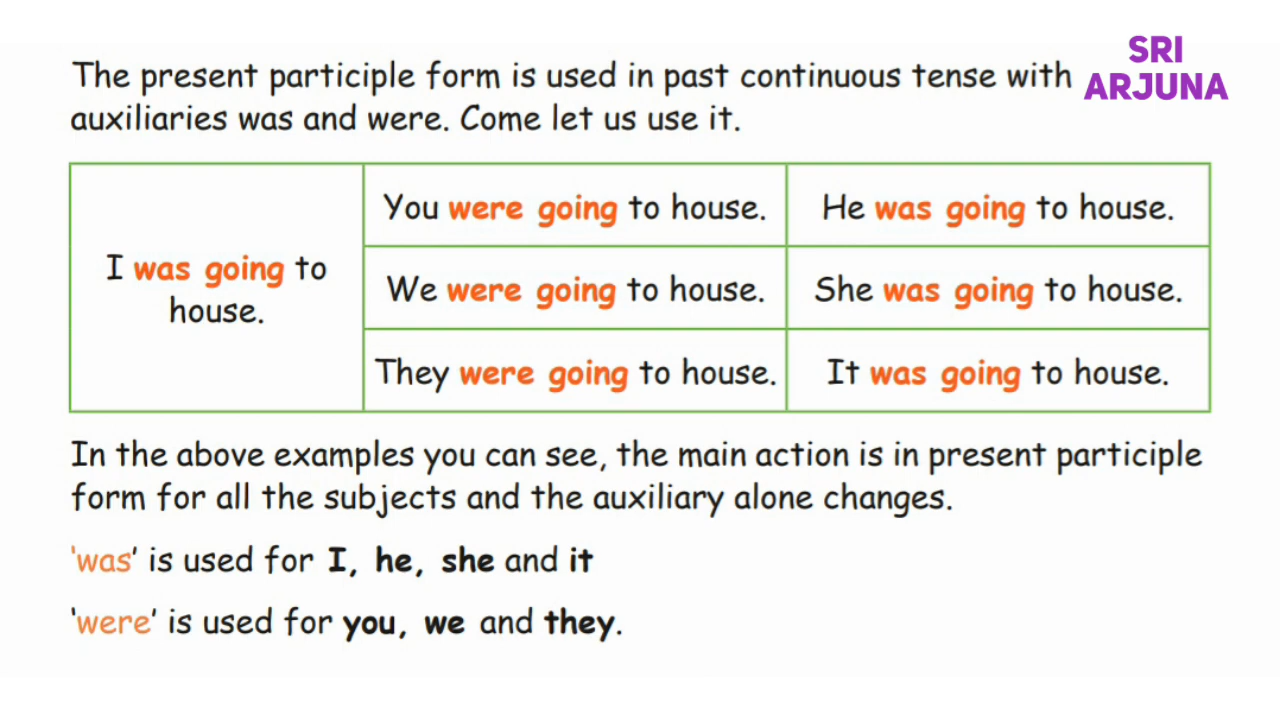 SRI
ARJUNA
The present participle form is used in past continuous tense with
auxiliaries was and were. Come let us use it.
I was going to
house.
You were going to house.
He was going to house.
We were going to house.
She was going to house.
They were going to house.
It was going to house.
In the above examples you can see, the main action is in present participle
form for all the subjects and the auxiliary alone changes.
‘was’ is used for I, he, she and it
‘were’ is used for you, we and they.